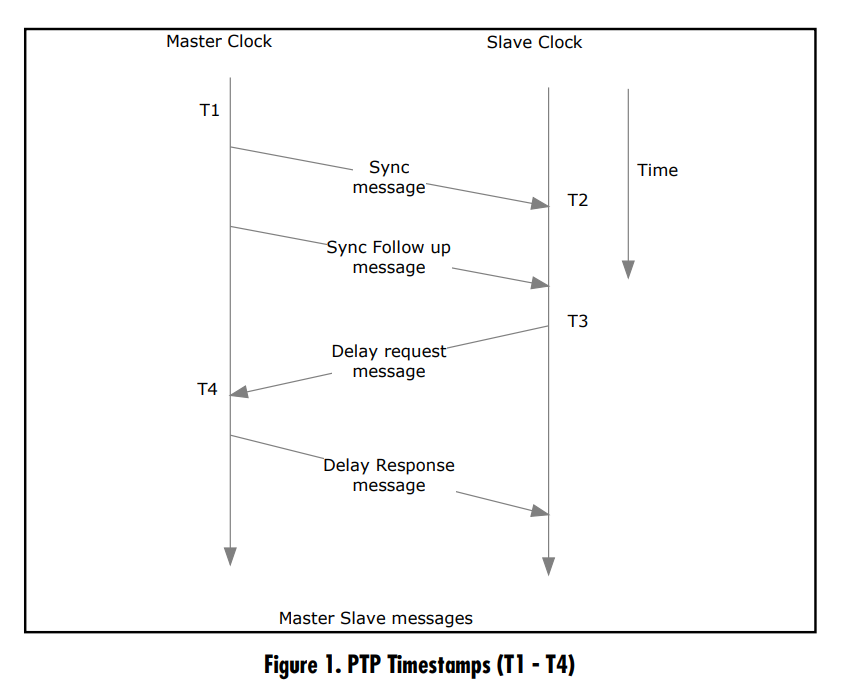 Master Clock
Slave Clock
T1
Sync
message
Time
T2
Sync Follow up
message
T3
Delay request
message
T4
Delay Response
message
Master Slave messages
Figure 1. PTP Timestamps (T1 - T4)